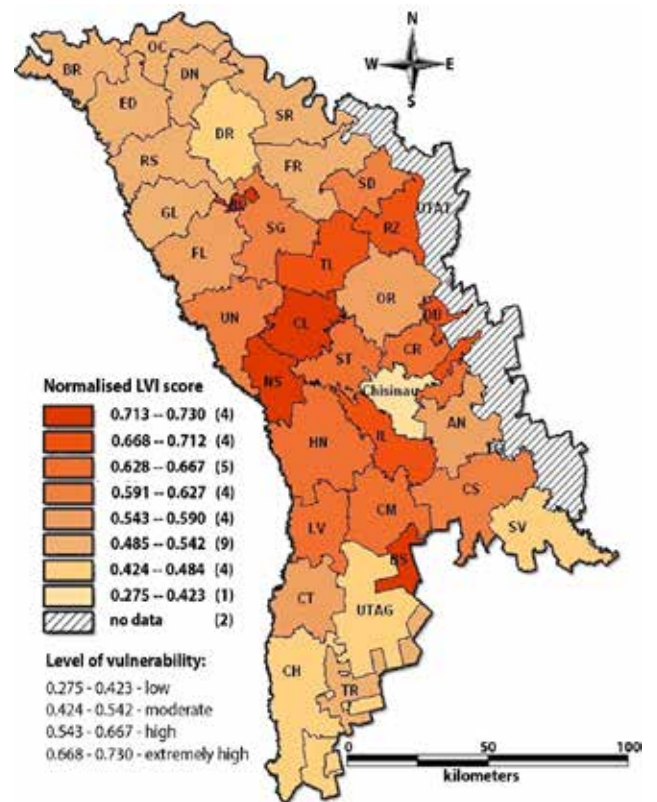 N
W E
S
OC
BR
DN
ED
DR
SR
RS
FR
SD
UTAT
GL
SG
RZ
FL
TL
OR
UN
CL
DB
ST
CR
NS
Chisinau
AN
IL
HN
CS
LV
CM
SV
BS
CT
UTAG
CH
TR
Normalised LVI score
0.713 -- 0.730 (4)
0.668 -- 0.712 (4)
0.628 -- 0.667 (5)
0.591 -- 0.627 (4)
0.543 -- 0.590 (4)
0.485 -- 0.542 (9)
0.424 -- 0.484 (4)
0.275 -- 0.423 (1)
no data (2)
Level of vulnerability:
0.275 - 0.423 - low
0.424 - 0.542 - moderate
0.543 - 0.667 - high
0.668 - 0.730 - extremely high
0 50 100
kilometers